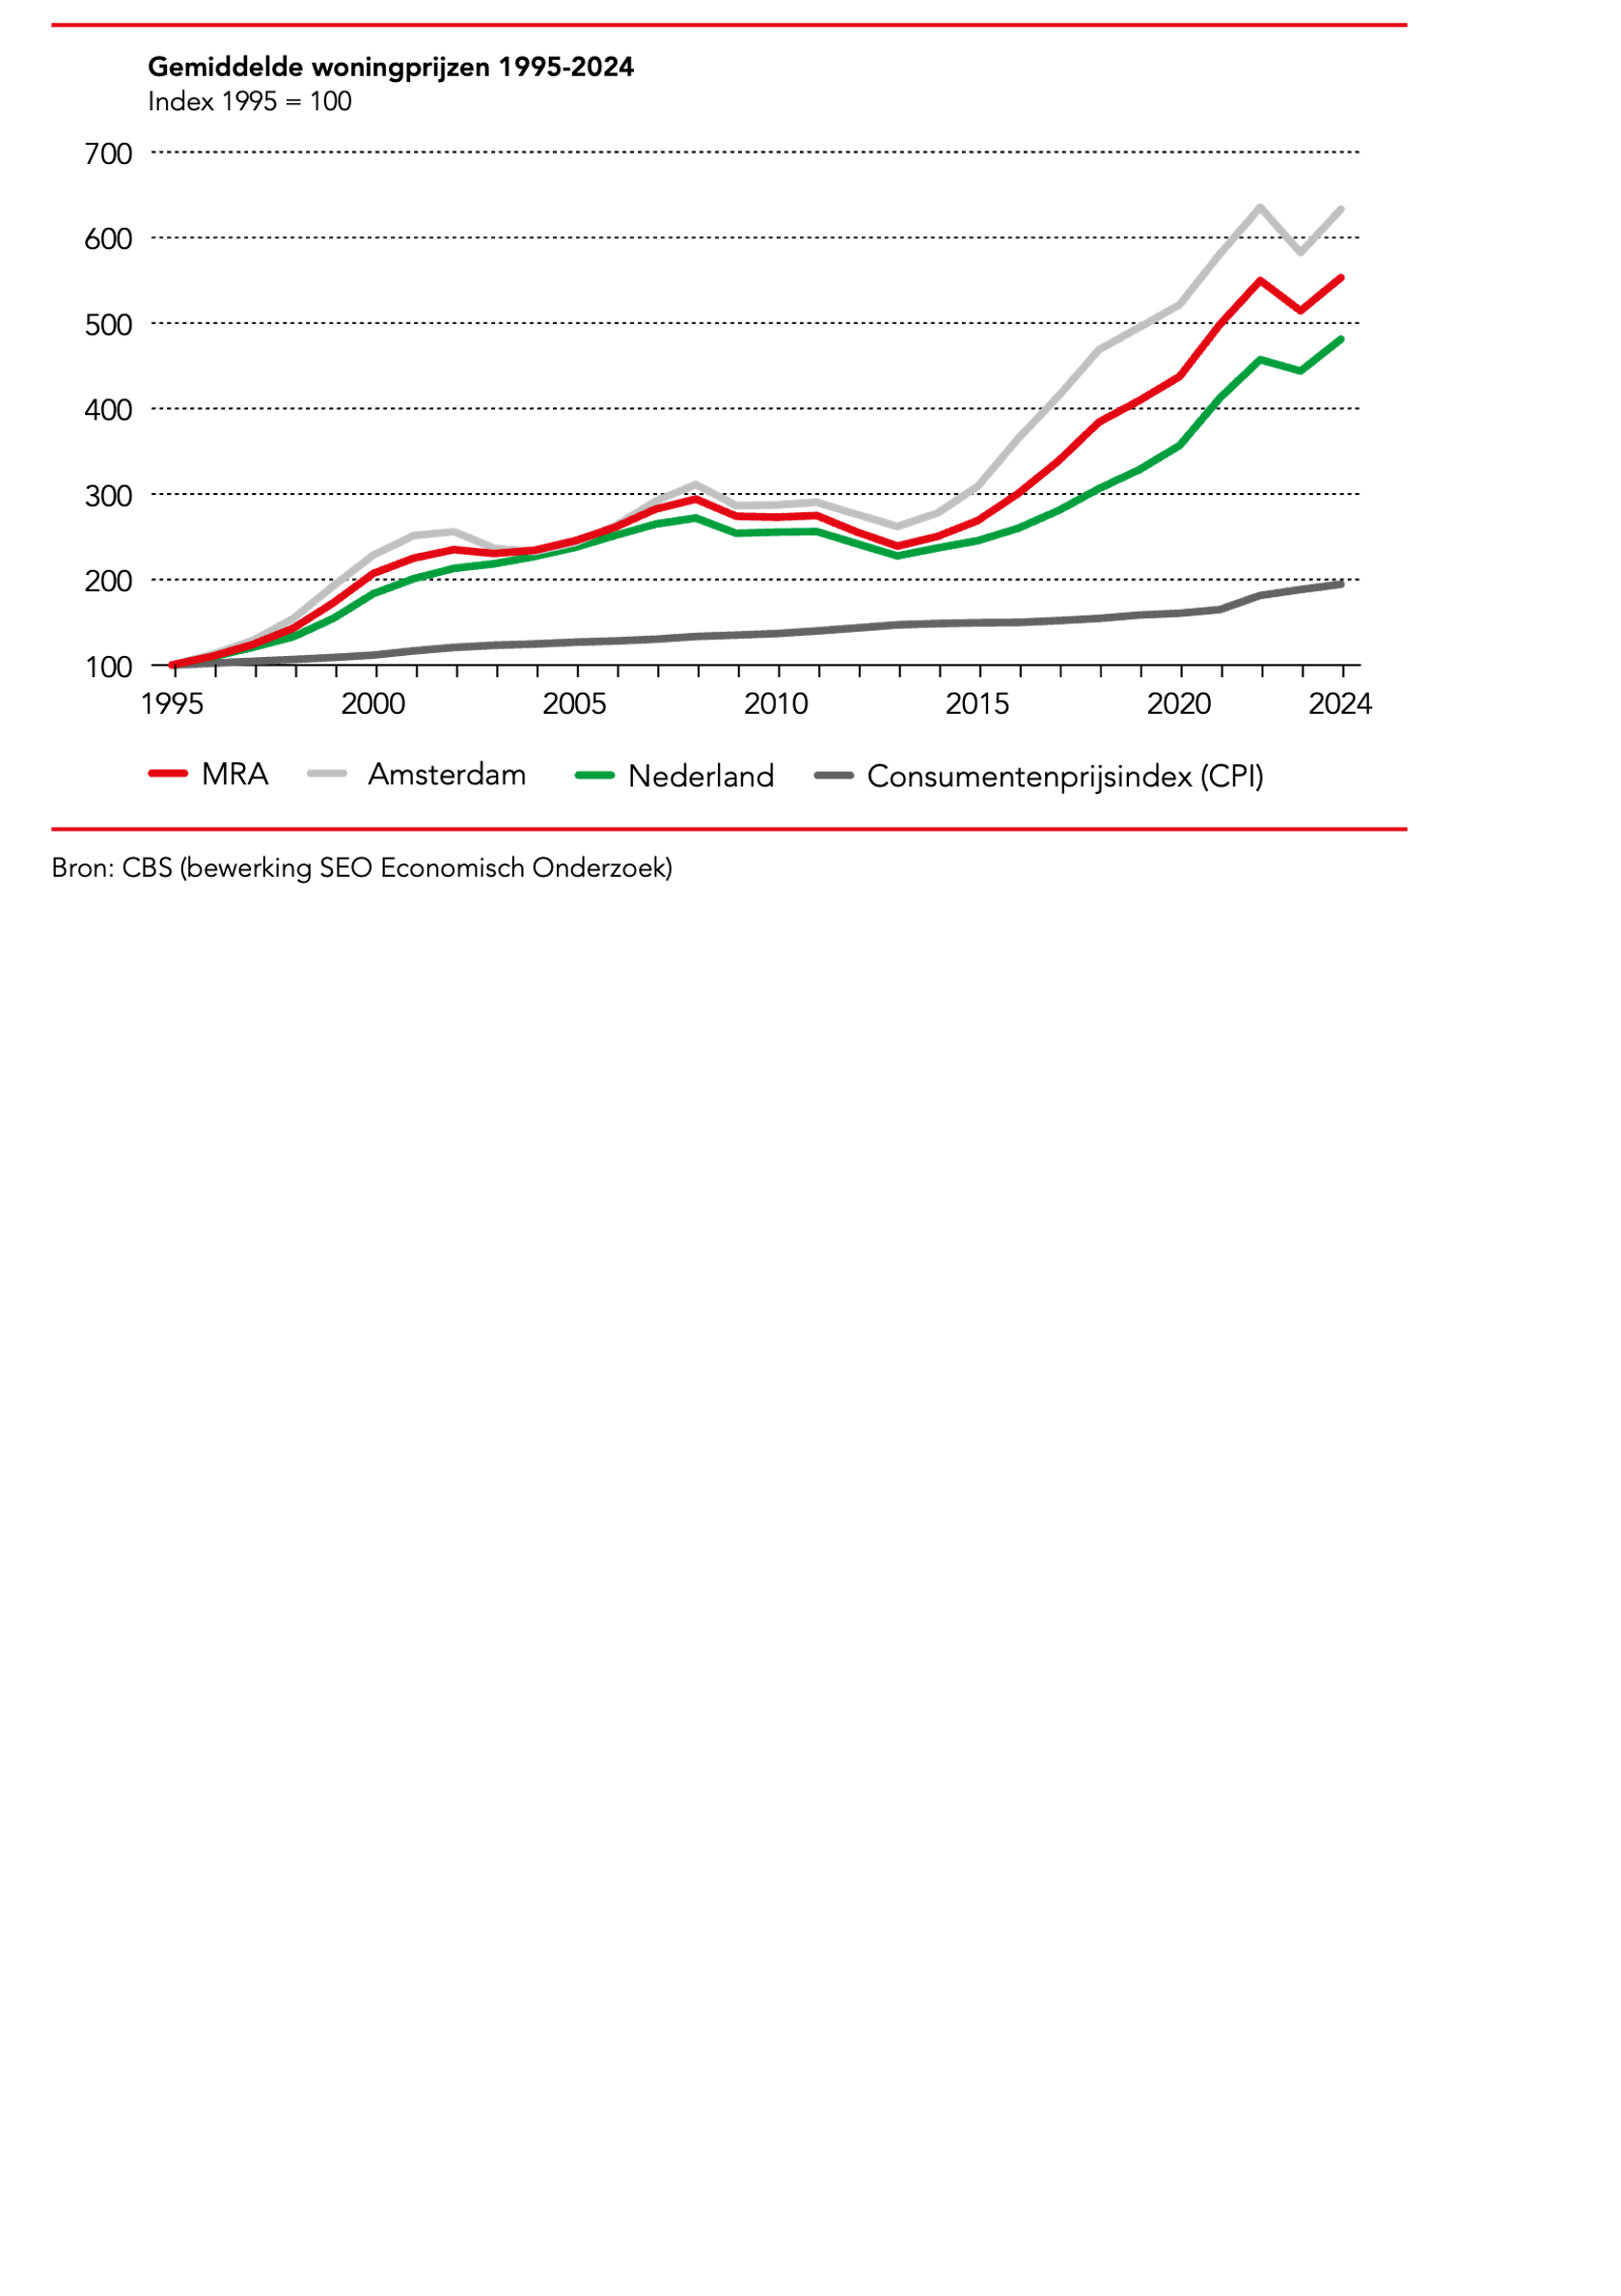 Gemiddelde woningprijzen 1995-2024
Index 1995 = 100
700
600
500
400
300
200
100
1995 2000 2005 2010 2015 2020 2024
MRA Amsterdam Nederland Consumentenprijsindex (CPI)
Bron: CBS (bewerking SEO Economisch Onderzoek)